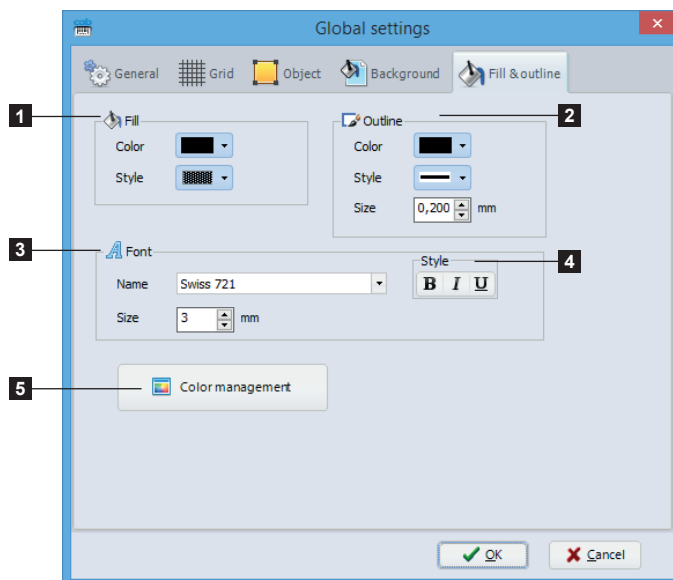 cab
Global settings
General Grid Object Background Fill & outline
1 Fill 2 Outline
Color Color
Style Style
Size 0,200 mm
3 Font 4 Style
Name Swiss 721 B I U
Size 3 mm
5 Color management
OK Cancel